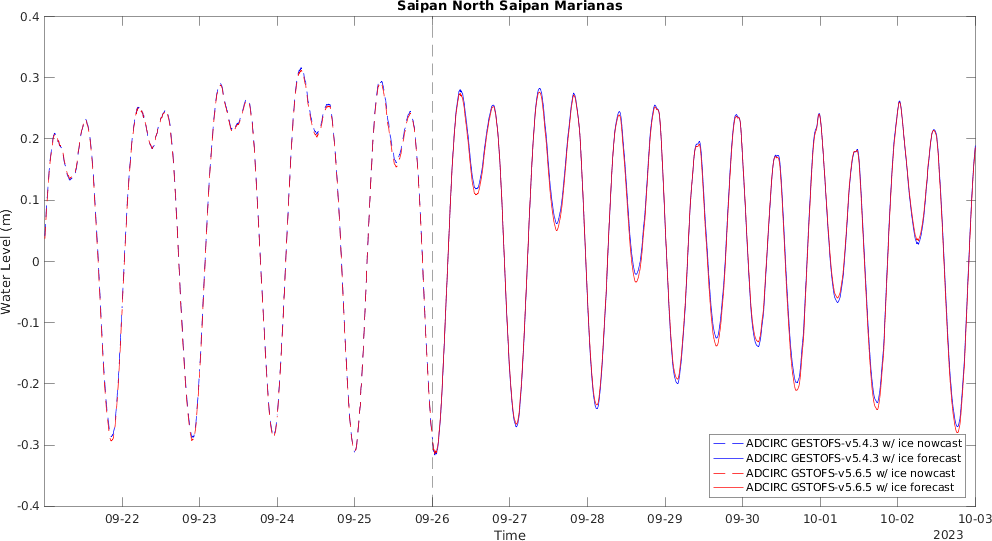 Saipan North Saipan Marianas
0.4
0.3
0.2
0.1
0
-0.1
-0.2
-0.3
-0.4
Water Level (m)
ADCIRC GESTOFS-v5.4.3 w/ ice nowcast
ADCIRC GESTOFS-v5.4.3 w/ ice forecast
ADCIRC GSTOFS-v5.6.5 w/ ice nowcast
ADCIRC GSTOFS-v5.6.5 w/ ice forecast
09-22 09-23 09-24 09-25 09-26 09-27 09-28 09-29 09-30 10-01 10-02 10-03
Time
2023